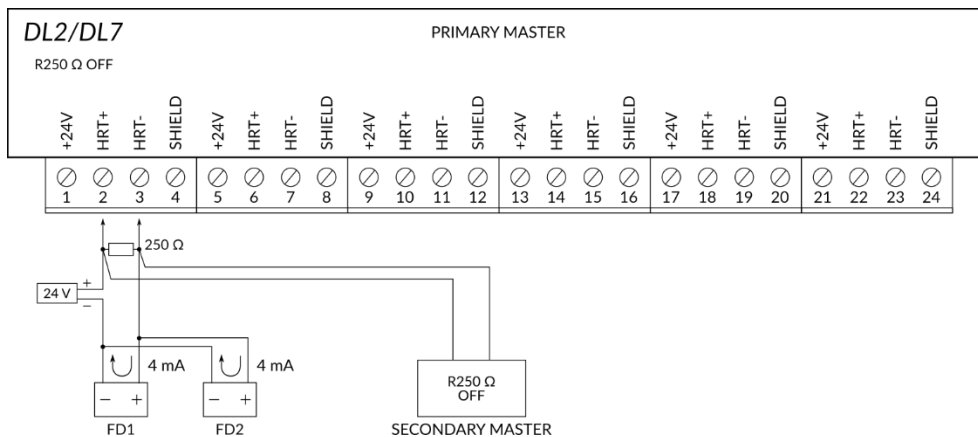 DL2/DL7
PRIMARY MASTER
R250 Ω OFF
+24V HRT+ HRT- SHIELD +24V HRT+ HRT- SHIELD +24V HRT+ HRT- SHIELD +24V HRT+ HRT- SHIELD +24V HRT+ HRT- SHIELD +24V HRT+ HRT- SHIELD
1 2 3 4 5 6 7 8 9 10 11 12 13 14 15 16 17 18 19 20 21 22 23 24
250 Ω
24 V + −
4 mA 4 mA
− + − +
R250 Ω
OFF
FD1 FD2 SECONDARY MASTER